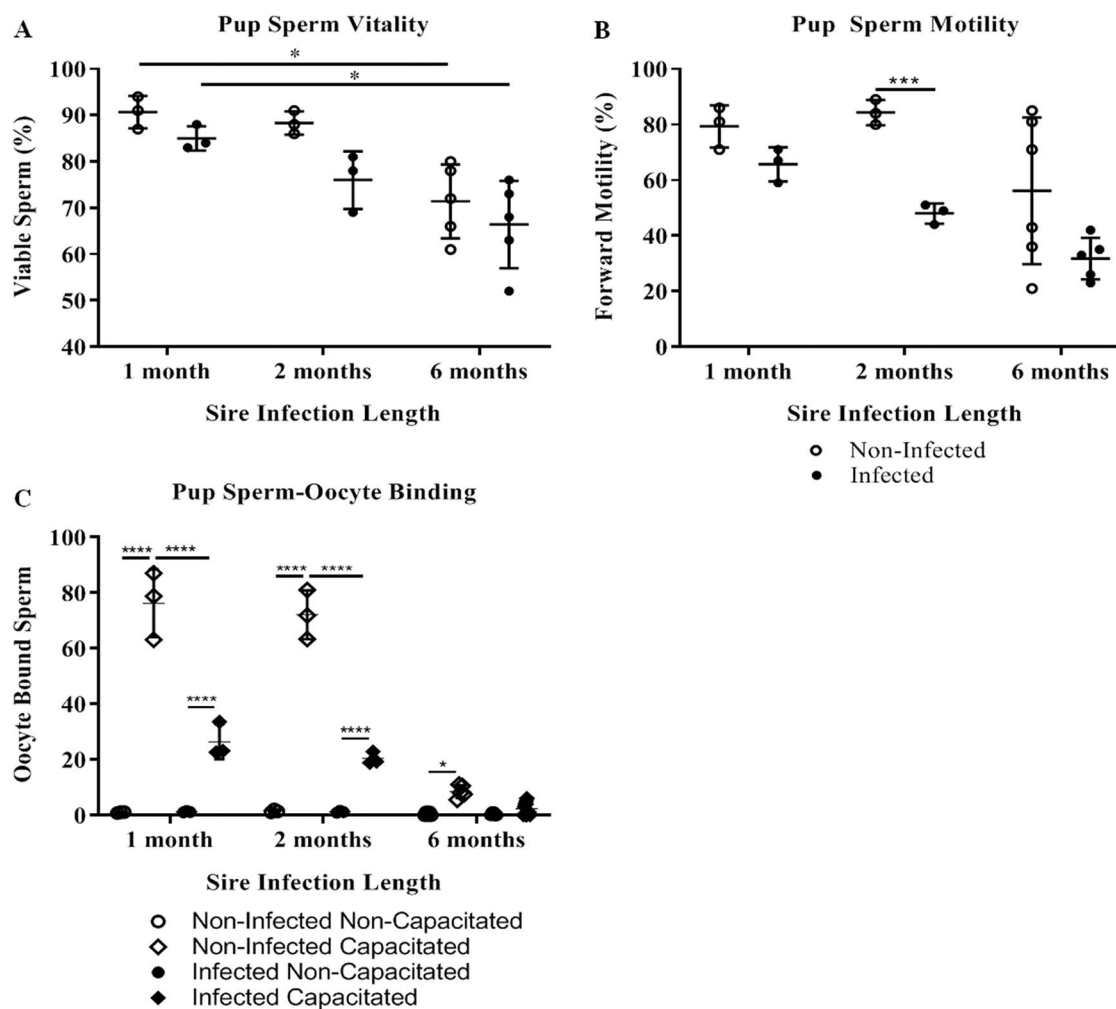 A
Pup Sperm Vitality
*
*
100
90
80
70
60
50
40
Viable Sperm (%)
1 month 2 months 6 months
Sire Infection Length
B
Pup Sperm Motility
***
100
80
60
40
20
0
Forward Motility (%)
1 month 2 months 6 months
Sire Infection Length
Non-Infected
Infected
C
Pup Sperm-Oocyte Binding
100
80
60
40
20
0
Oocyte Bound Sperm
**** ****
**** ****
****
****
*
1 month 2 months 6 months
Sire Infection Length
Non-Infected Non-Capacitated
Non-Infected Capacitated
Infected Non-Capacitated
Infected Capacitated